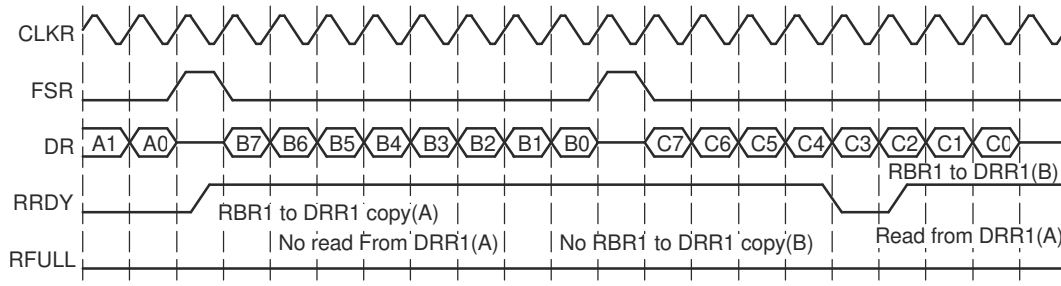 CLKR
FSR
DR A1 A0 B7 B6 B5 B4 B3 B2 B1 B0 C7 C6 C5 C4 C3 C2 C1 C0
RBR1 to DRR1(B)
RRDY
RBR1 to DRR1 copy(A)
No read From DRR1(A) No RBR1 to DRR1 copy(B) Read from DRR1(A)
RFULL